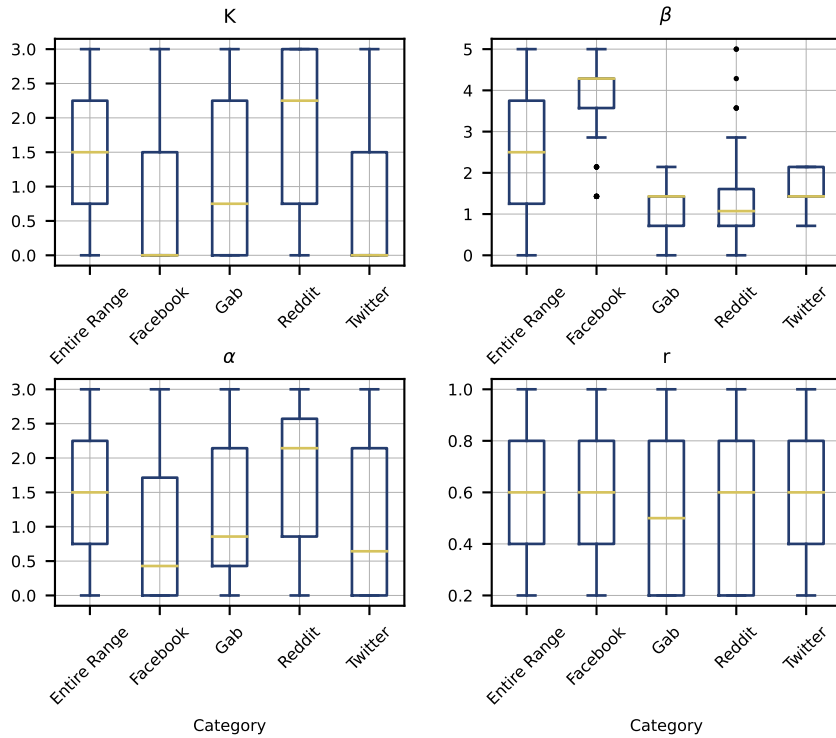 K
3.0
2.5
2.0
1.5
1.0
0.5
0.0
Entire Range
Facebook
Gab
Reddit
Twitter
β
5
4
3
2
1
0
Entire Range
Facebook
Gab
Reddit
Twitter
α
3.0
2.5
2.0
1.5
1.0
0.5
0.0
Entire Range
Facebook
Gab
Reddit
Twitter
Category
r
1.0
0.8
0.6
0.4
0.2
Entire Range
Facebook
Gab
Reddit
Twitter
Category